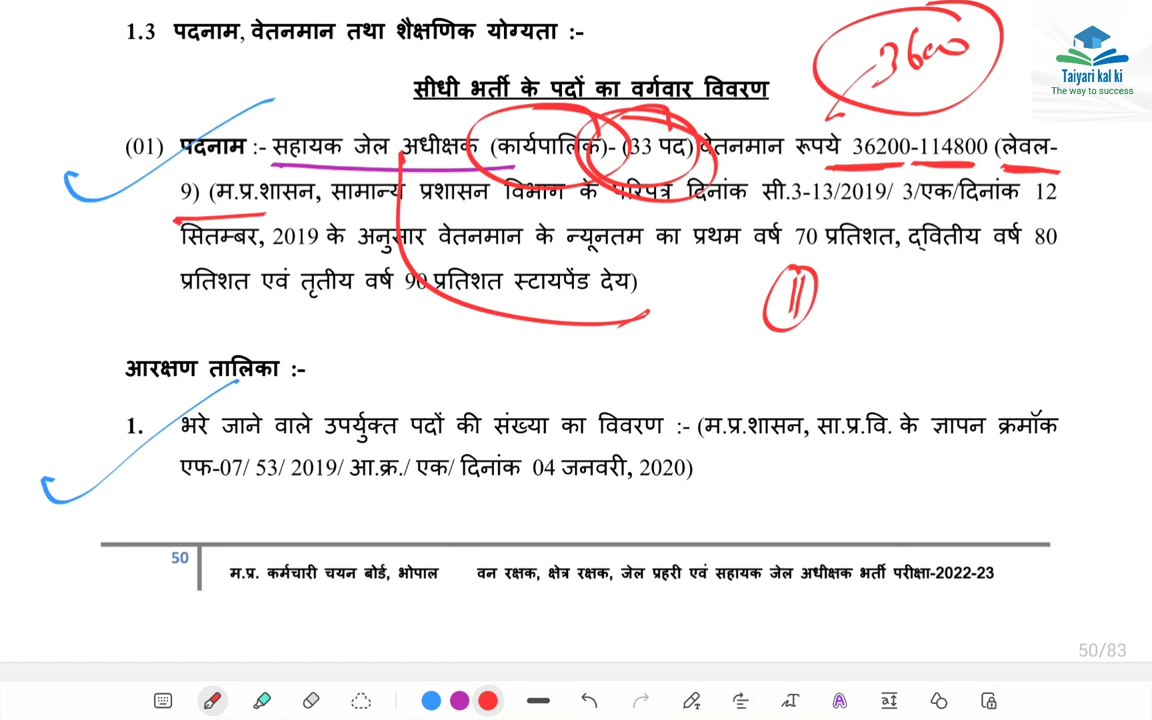 1.3 पदनाम, वेतनमान तथा शैक्षणिक योग्यता :-
3600
Taiyari kal ki
The way to success
सीधी भर्ती के पदों का वर्गवार विवरण
(01) पदनाम :- सहायक जेल अधीक्षक (कार्यपालिक)- (33 पद) वेतनमान रूपये 36200-114800 (लेवल-
9) (म.प्र.शासन, सामान्य प्रशासन विभाग के परिपत्र दिनांक सी.3-13/2019/ 3/एक/दिनांक 12
सितम्बर, 2019 के अनुसार वेतनमान के न्यूनतम का प्रथम वर्ष 70 प्रतिशत, द्वितीय वर्ष 80
प्रतिशत एवं तृतीय वर्ष 90 प्रतिशत स्टायपेंड देय)
II
आरक्षण तालिका :-
1. भरे जाने वाले उपर्युक्त पदों की संख्या का विवरण :- (म.प्र.शासन, सा.प्र.वि. के ज्ञापन क्रमॉक
एफ-07/ 53/ 2019/ आ.क्र./ एक/ दिनांक 04 जनवरी, 2020)
50
म.प्र. कर्मचारी चयन बोर्ड, भोपाल वन रक्षक, क्षेत्र रक्षक, जेल प्रहरी एवं सहायक जेल अधीक्षक भर्ती परीक्षा-2022-23
50/83